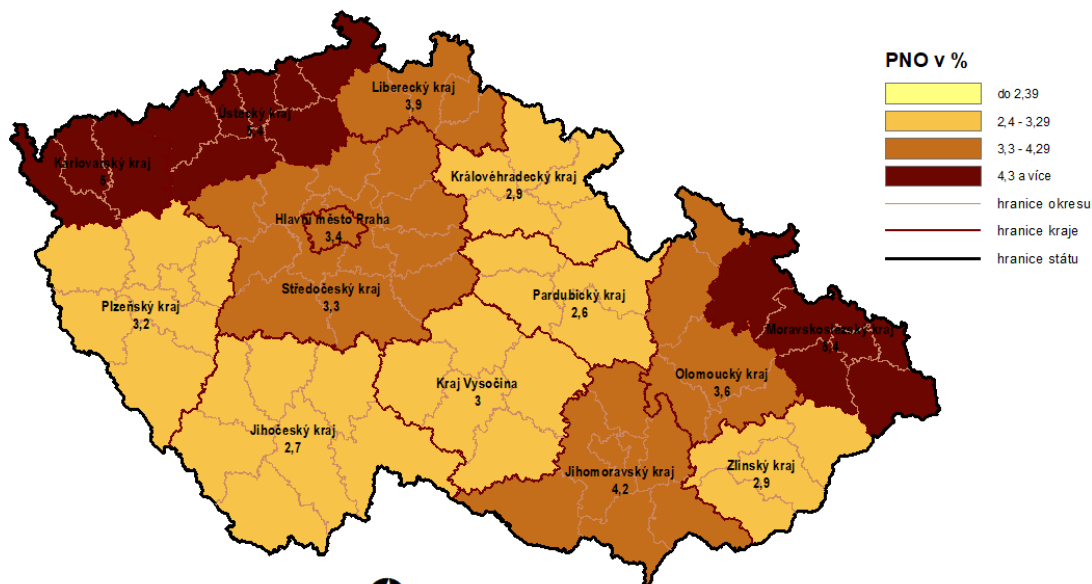 PNO v %
do 2,39
2,4 - 3,29
3,3 - 4,29
4,3 a více
hranice okresu
hranice kraje
hranice státu
Liberecký kraj
3,9
Ústecký kraj
5,4
Karlovarský kraj
5
Královéhradecký kraj
2,9
Hlavní město Praha
3,4
Středočeský kraj
3,3
Plzeňský kraj
3,2
Pardubický kraj
2,6
Moravskoslezský kraj
Olomoucký kraj
3,6
Kraj Vysočina
3
Jihočeský kraj
2,7
Jihomoravský kraj
4,2
Zlínský kraj
2,9